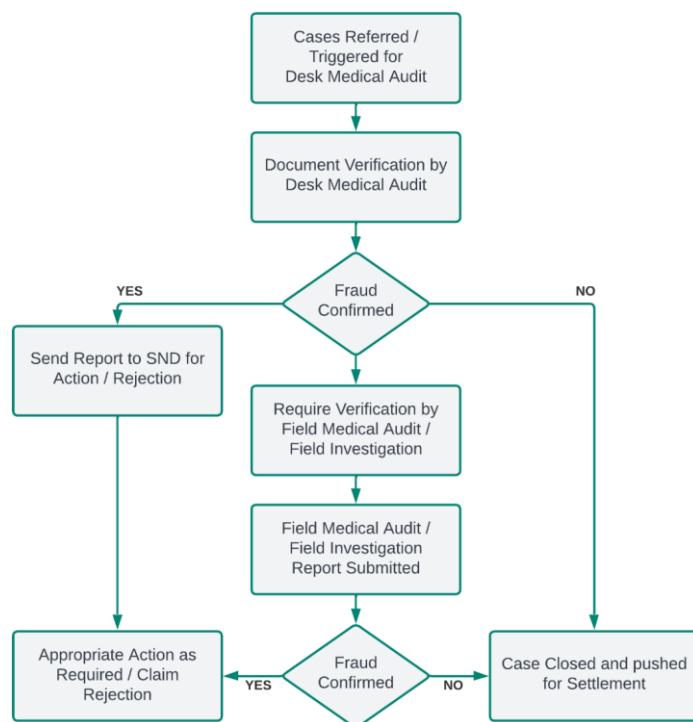 Cases Referred /
Triggered for
Desk Medical Audit
Document Verification by
Desk Medical Audit
YES
Fraud
Confirmed
NO
Send Report to SND for
Action / Rejection
Require Verification by
Field Medical Audit /
Field Investigation
Field Medical Audit /
Field Investigation
Report Submitted
Appropriate Action as
Required / Claim
Rejection
YES
Fraud
Confirmed
NO
Case Closed and pushed
for Settlement